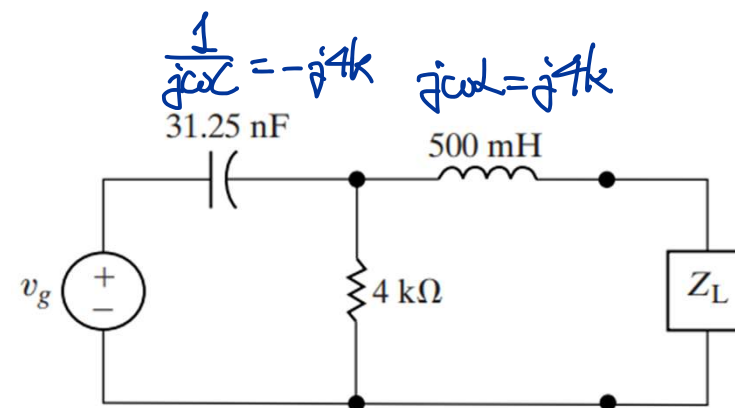 1/jωC = -j4k jωL = j4k
31.25 nF
500 mH
vg
+
−
4 kΩ
ZL